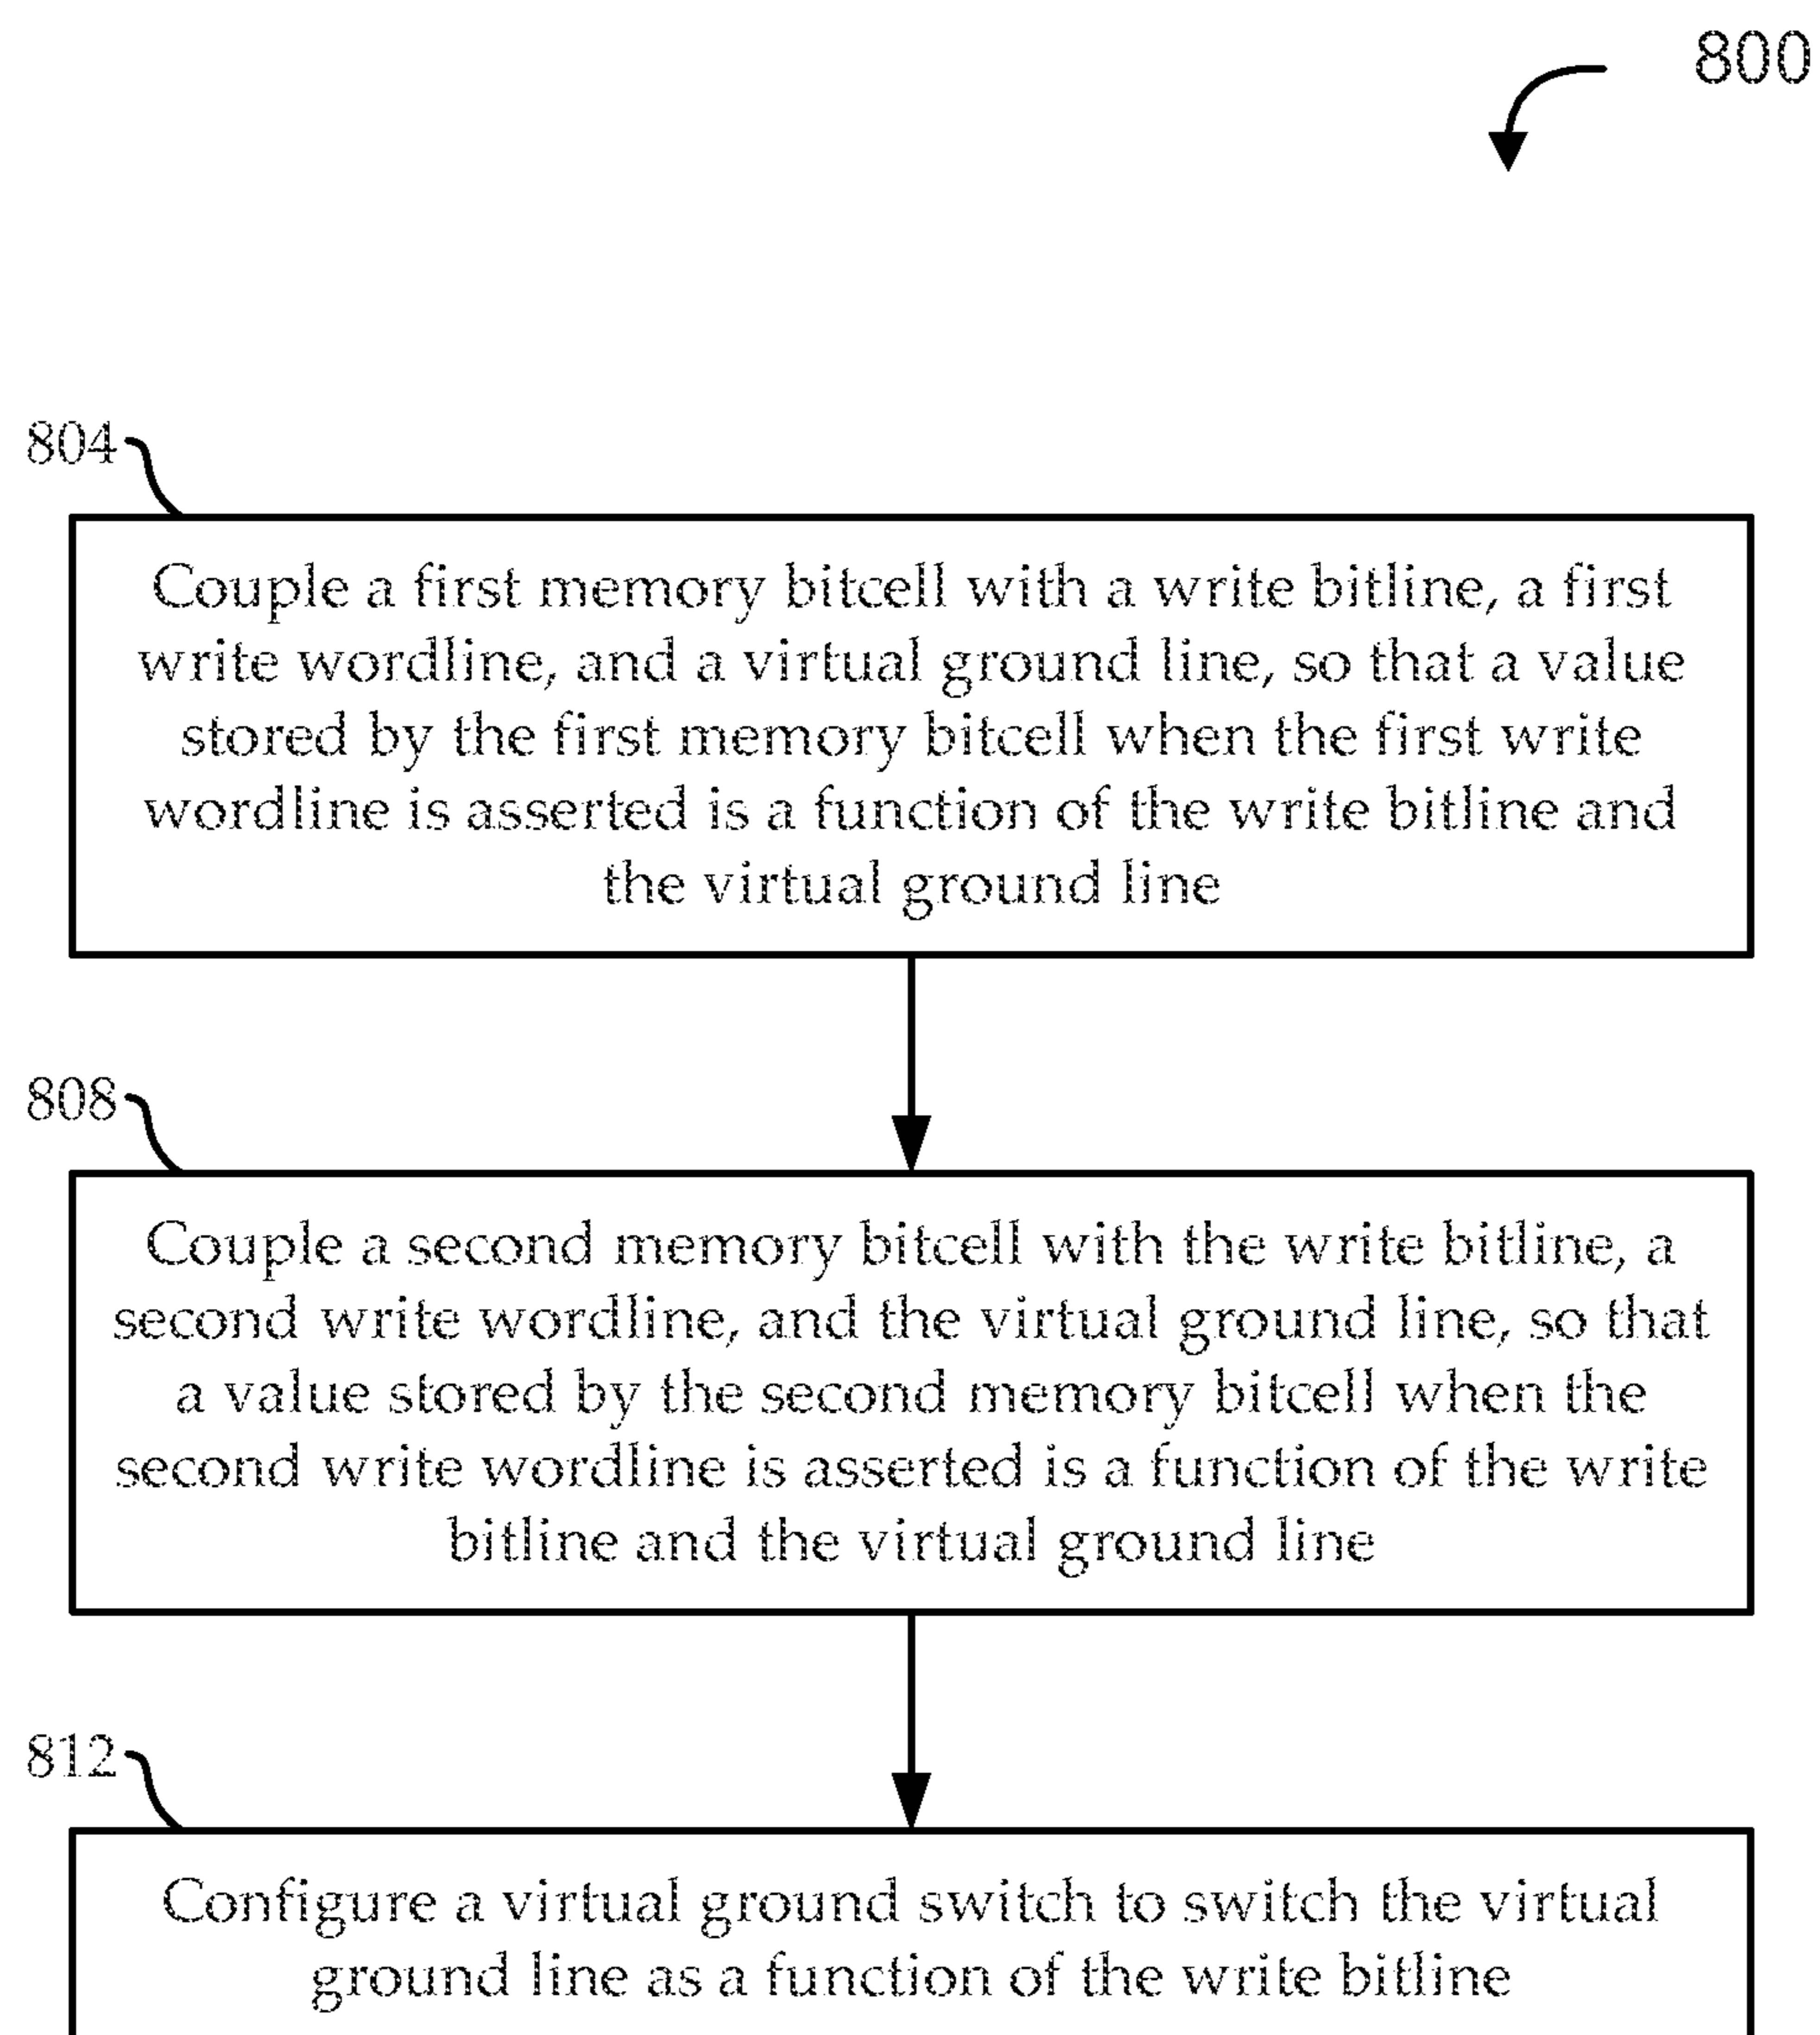 800
804
Couple a first memory bitcell with a write bitline, a first
write wordline, and a virtual ground line, so that a value
stored by the first memory bitcell when the first write
wordline is asserted is a function of the write bitline and
the virtual ground line
808
Couple a second memory bitcell with the write bitline, a
second write wordline, and the virtual ground line, so that
a value stored by the second memory bitcell when the
second write wordline is asserted is a function of the write
bitline and the virtual ground line
812
Configure a virtual ground switch to switch the virtual
ground line as a function of the write bitline